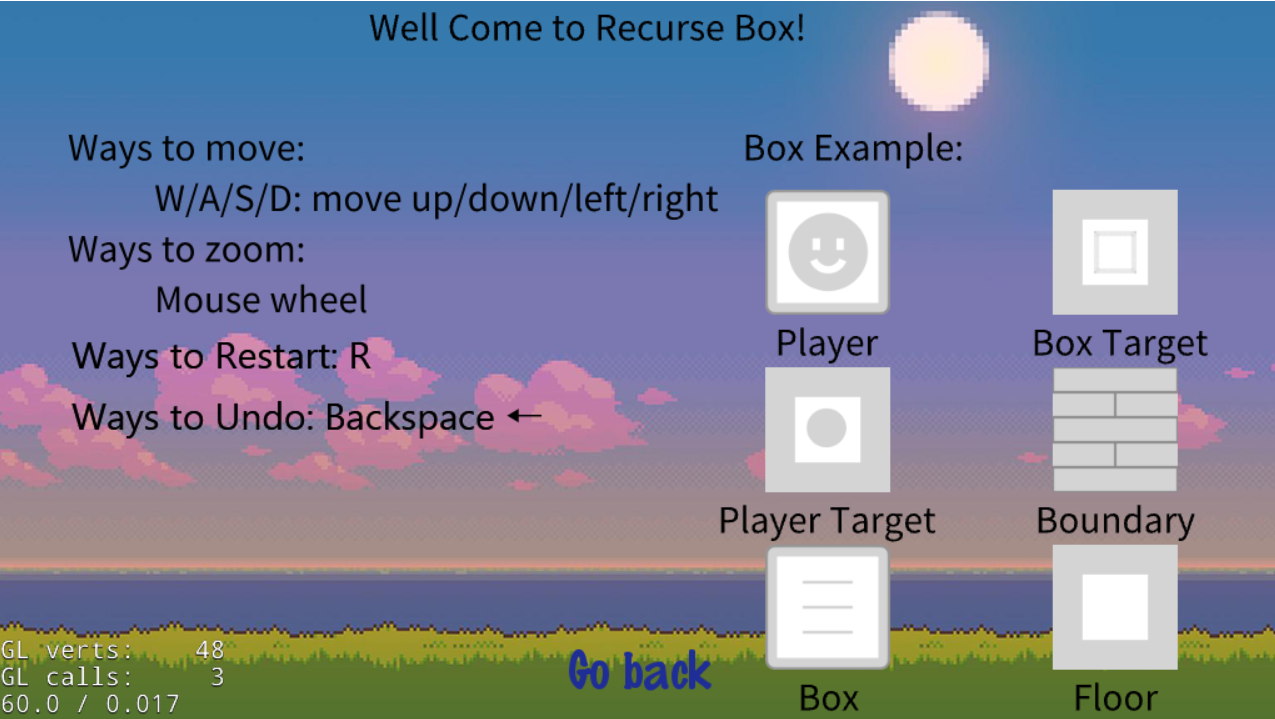 Well Come to Recurse Box!
Ways to move:
W/A/S/D: move up/down/left/right
Ways to zoom:
Mouse wheel
Ways to Restart: R
Ways to Undo: Backspace ←
Box Example:
Player
Box Target
Player Target
Boundary
Box
Floor
Go back
GL verts: 48
GL calls: 3
60.0 / 0.017